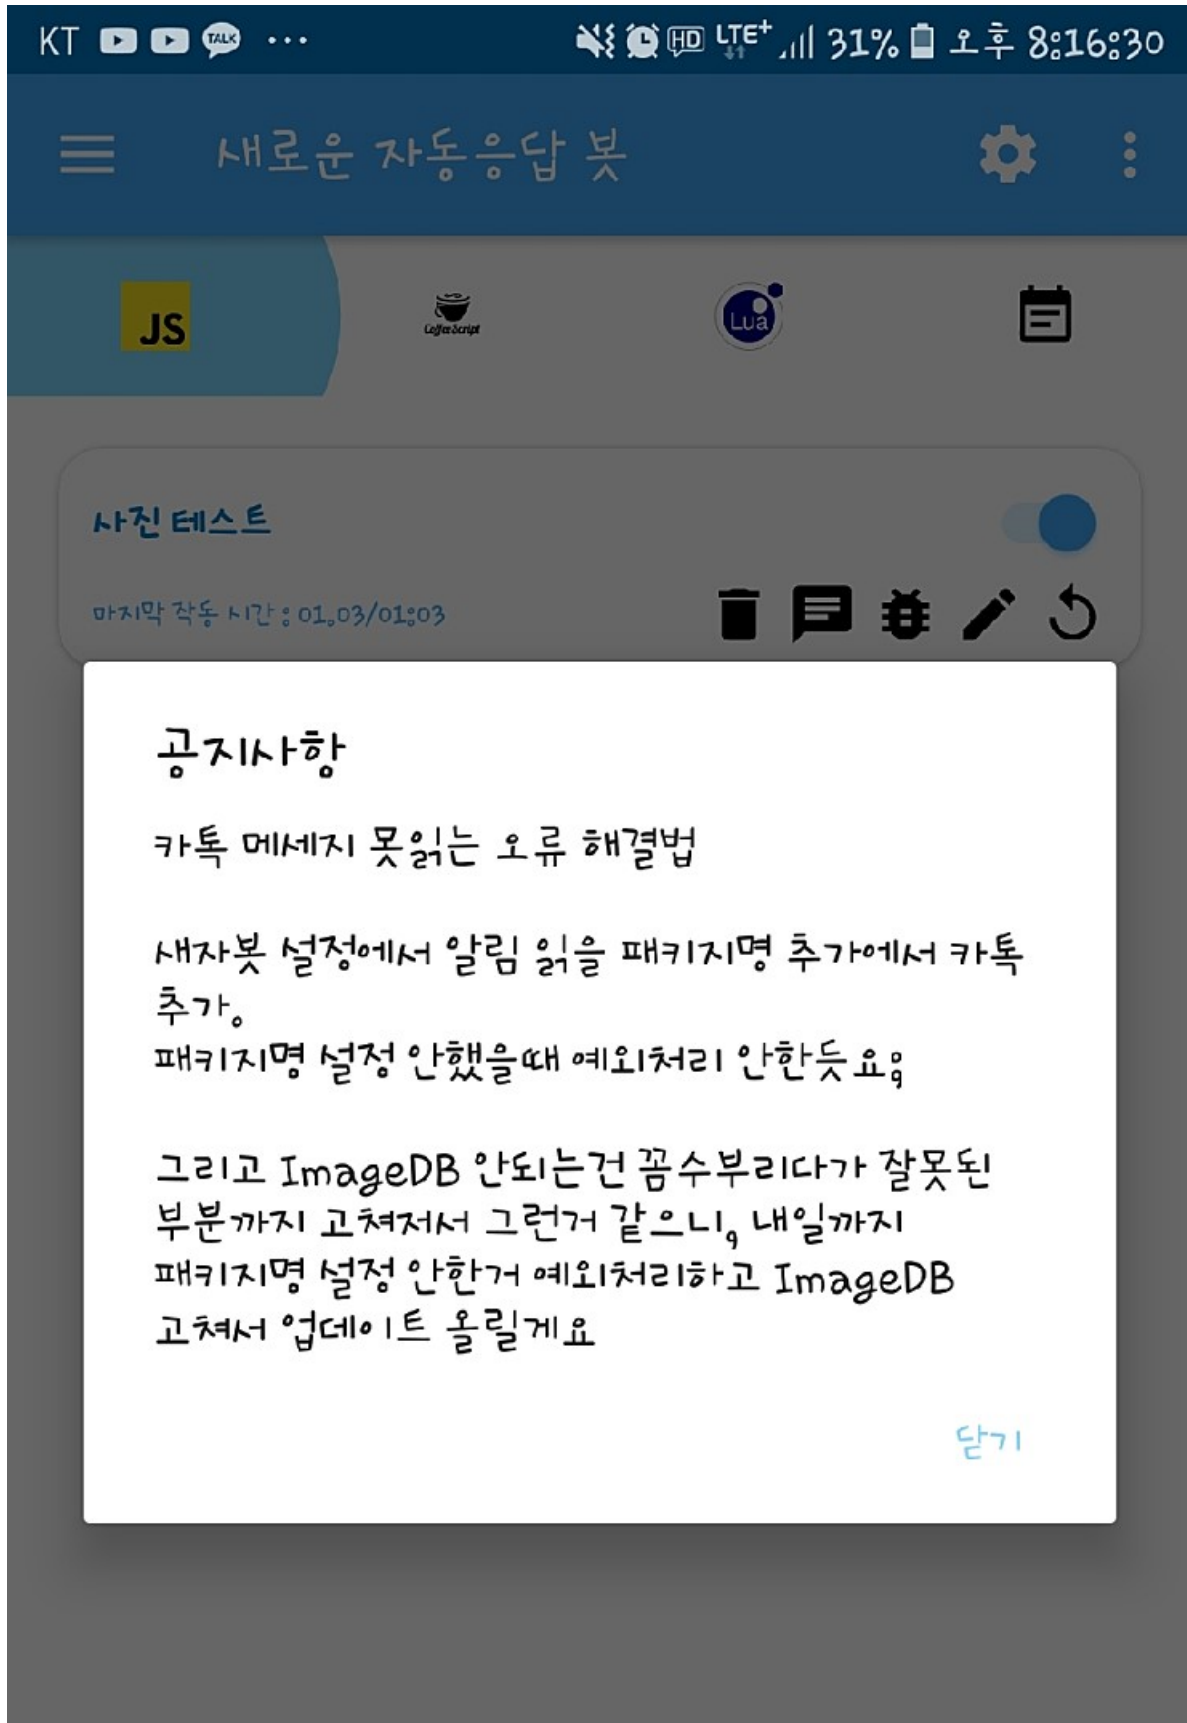 KT TALK ... HD LTE+ 31% 오후 8:16:30
새로운 자동응답 봇
JS CoffeeScript Lua
사진 테스트
마지막 작동 시간 : 01.03/01:03
공지사항
카톡 메세지 못읽는 오류 해결법
새자봇 설정에서 알림 읽을 패키지명 추가에서 카톡
추가.
패키지명 설정 안했을때 예외처리 안한듯요;
그리고 ImageDB 안되는건 꼼수부리다가 잘못된
부분까지 고쳐저서 그런거 같으니, 내일까지
패키지명 설정 안한거 예외처리하고 ImageDB
고쳐서 업데이트 올릴게요
닫기